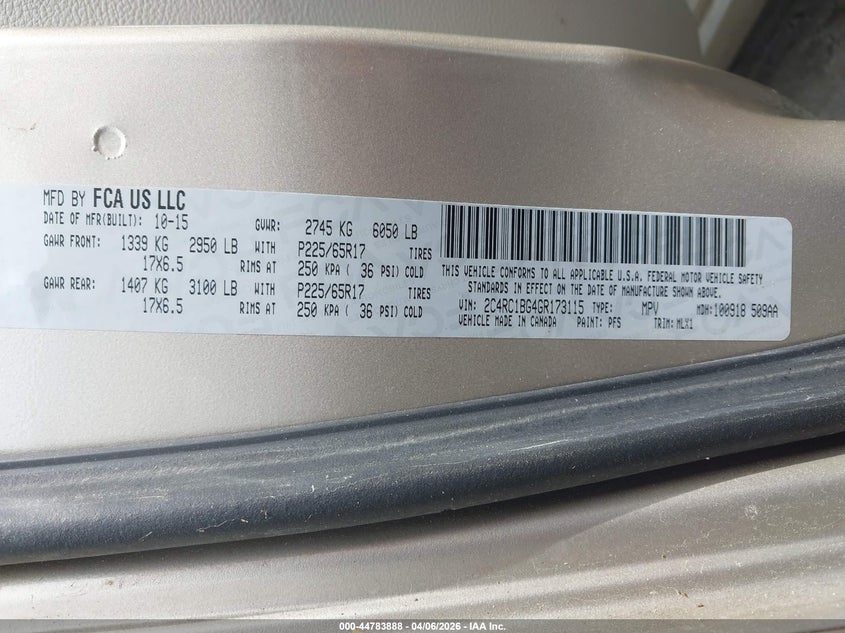 MFD BY FCA US LLC
DATE OF MFR(BUILT): 10-15 GVWR: 2745 KG 6050 LB
GAWR FRONT: 1339 KG 2950 LB WITH P225/65R17 TIRES
17X6.5 RIMS AT 250 KPA ( 36 PSI) COLD
GAWR REAR: 1407 KG 3100 LB WITH P225/65R17 TIRES
17X6.5 RIMS AT 250 KPA ( 36 PSI) COLD
THIS VEHICLE CONFORMS TO ALL APPLICABLE U.S.A. FEDERAL MOTOR VEHICLE SAFETY
STANDARDS IN EFFECT ON THE DATE OF MANUFACTURE SHOWN ABOVE.
VIN: 2C4RC1BG4GR173115 TYPE: MPV MDH: 100918 509AA
VEHICLE MADE IN CANADA PAINT: PFS TRIM: MLX1
000-44783888 - 04/06/2026 - IAA Inc.